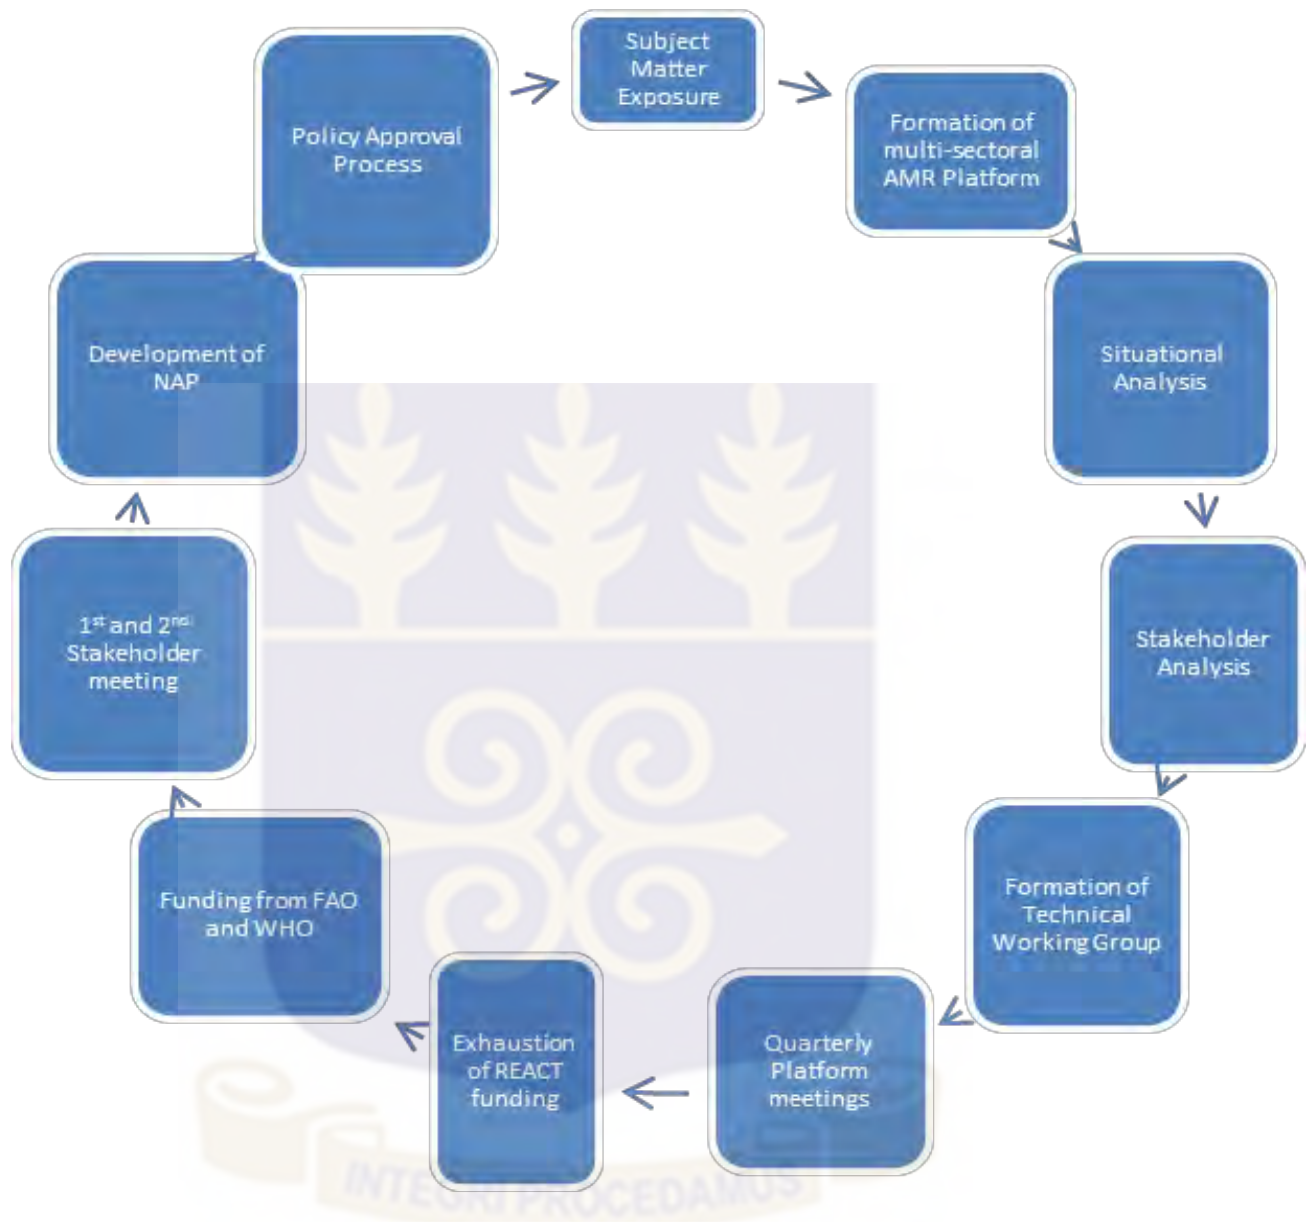 Subject
Matter
Exposure
Formation of
multi-sectoral
AMR Platform
Situational
Analysis
Stakeholder
Analysis
Formation of
Technical
Working Group
Quarterly
Platform
meetings
Exhaustion
of REACT
funding
Funding from FAO
and WHO
1st and 2nd
Stakeholder
meeting
Development of
NAP
Policy Approval
Process
INTEGRI PROCEDAMUS